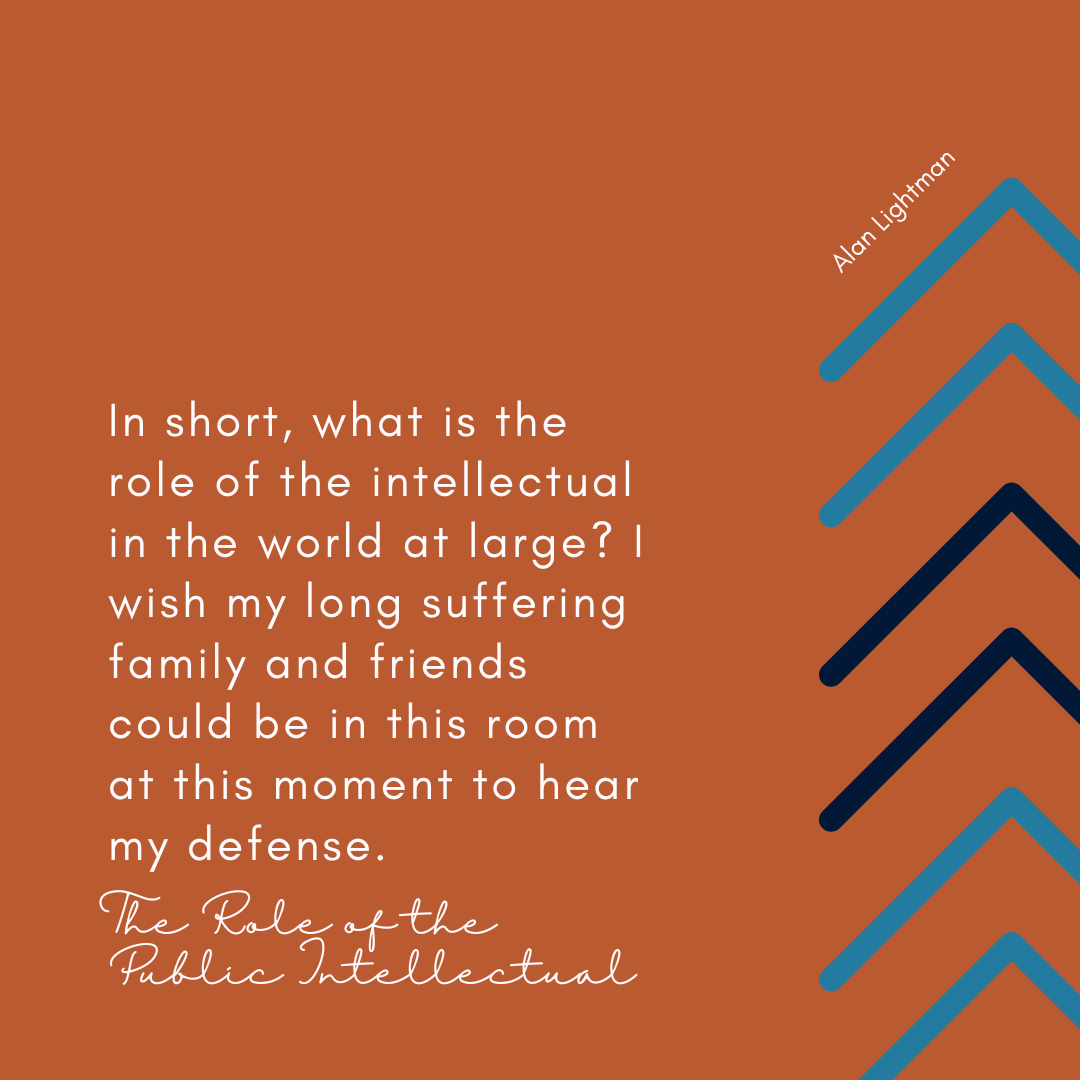 Alan Lightman
In short, what is the
role of the intellectual
in the world at large? I
wish my long suffering
family and friends
could be in this room
at this moment to hear
my defense.
The Role of the
Public Intellectual